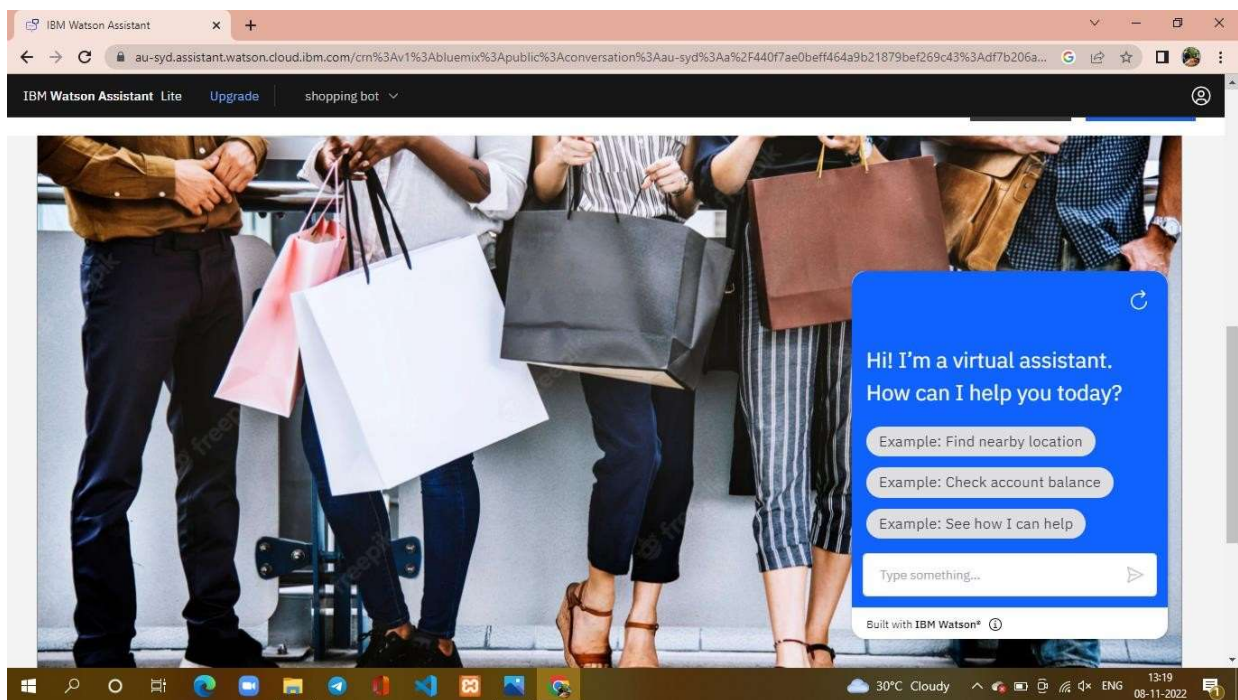 IBM Watson Assistant
au-syd.assistant.watson.cloud.ibm.com/crn%3Av1%3Abluemix%3Apublic%3Aconversation%3Aau-syd%3Aa%2F440f7ae0beff464a9b21879bef269c43%3Adf7b206a...
IBM Watson Assistant Lite Upgrade shopping bot
Hi! I'm a virtual assistant.
How can I help you today?
Example: Find nearby location
Example: Check account balance
Example: See how I can help
Type something...
Built with IBM Watson®
freepik
freepik
freepik
30°C Cloudy ENG 13:19
08-11-2022